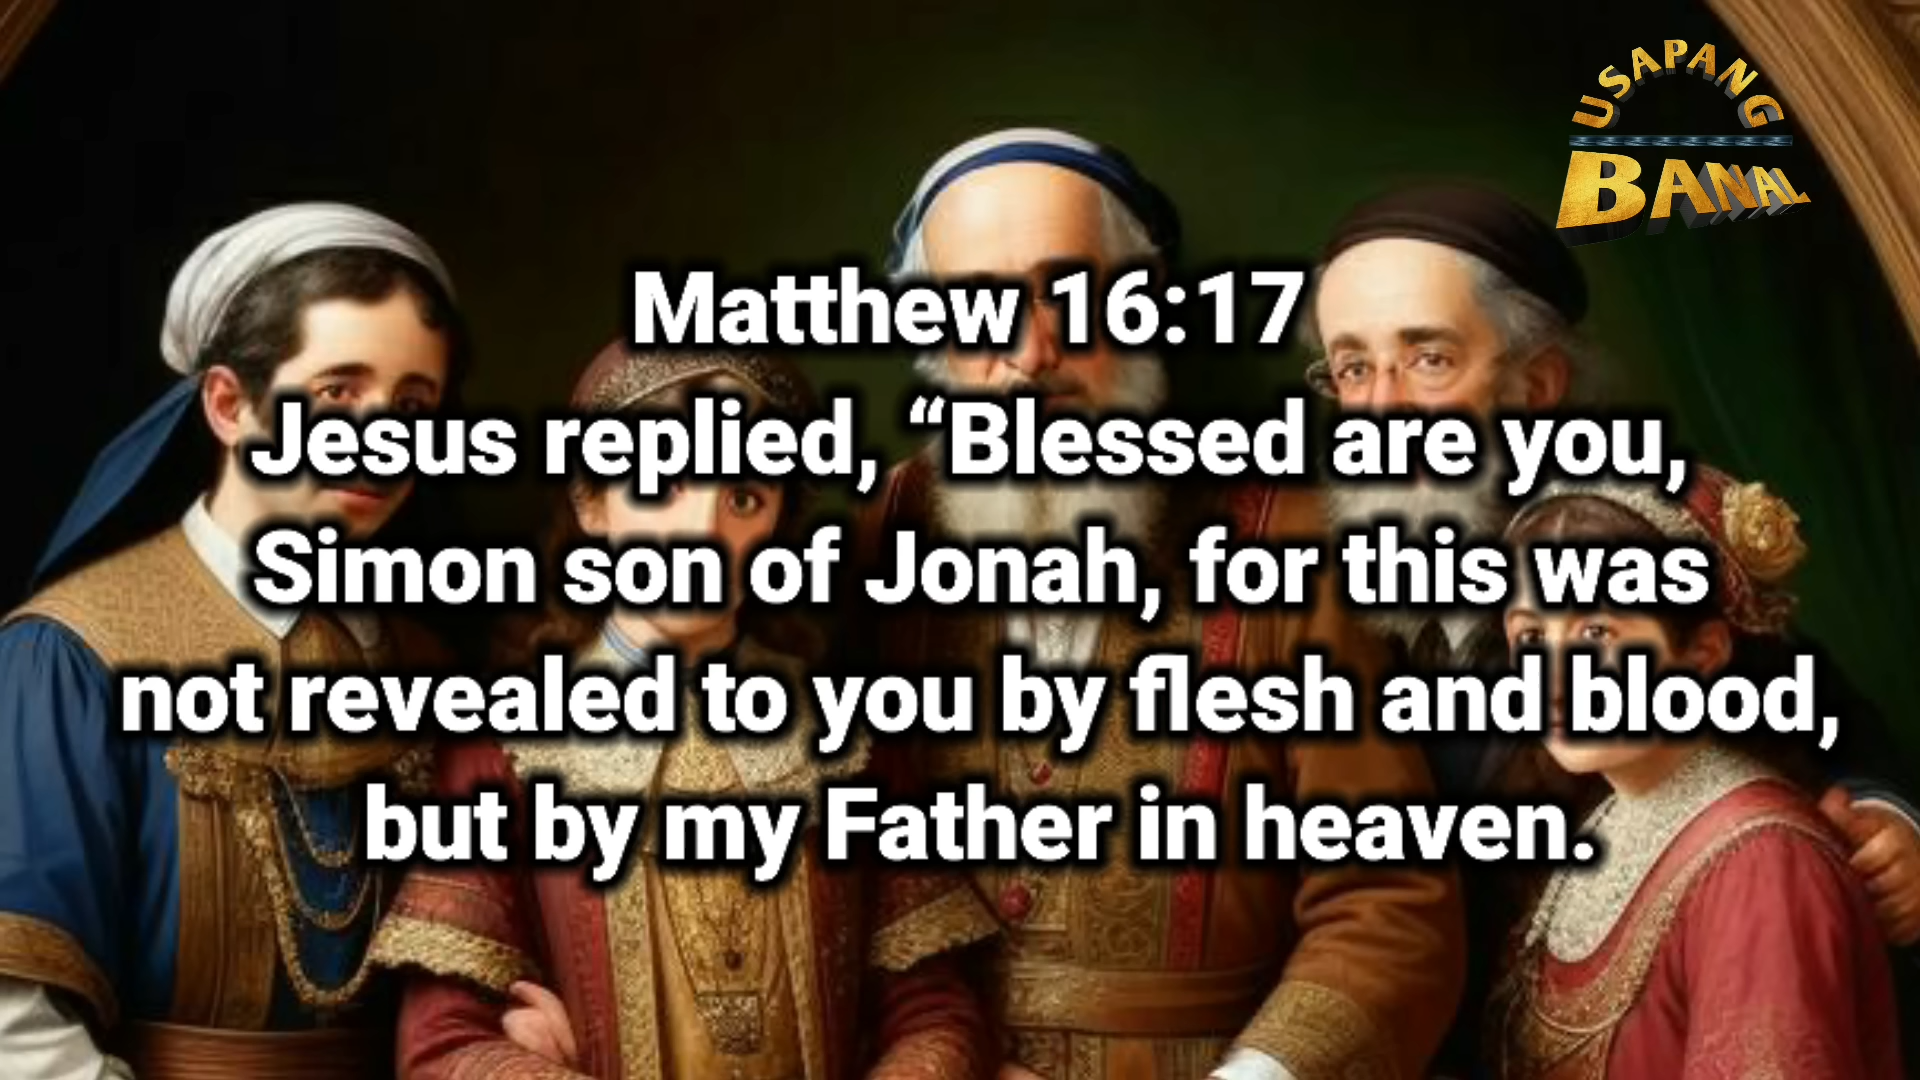 USAPANG
BANAL
Matthew 16:17
Jesus replied, “Blessed are you,
Simon son of Jonah, for this was
not revealed to you by flesh and blood,
but by my Father in heaven.